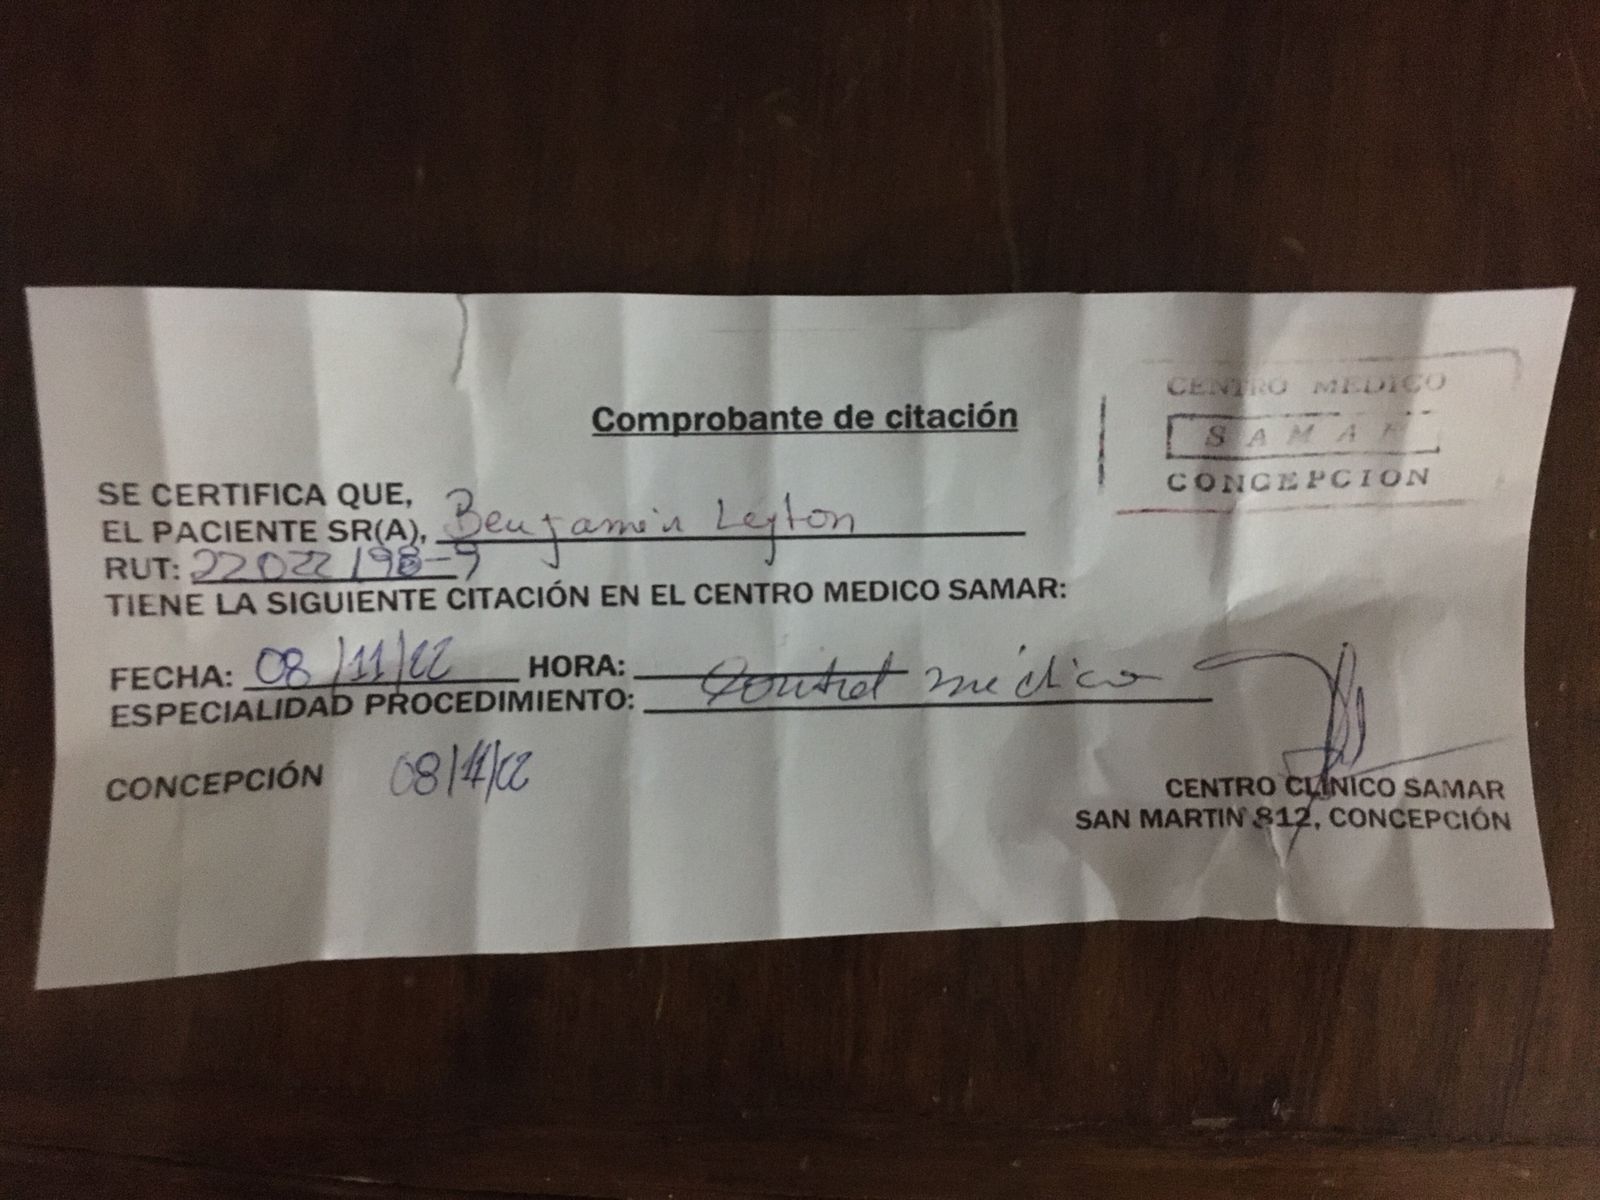 CENTRO MEDICO
SAMAR
CONCEPCION
Comprobante de citación
SE CERTIFICA QUE,
EL PACIENTE SR(A), Benjamin Leyton
RUT: 22022198-9
TIENE LA SIGUIENTE CITACIÓN EN EL CENTRO MEDICO SAMAR:
FECHA: 08/11/22 HORA:
ESPECIALIDAD PROCEDIMIENTO: Control médico
CONCEPCIÓN 08/11/22
CENTRO CLINICO SAMAR
SAN MARTIN 812, CONCEPCIÓN